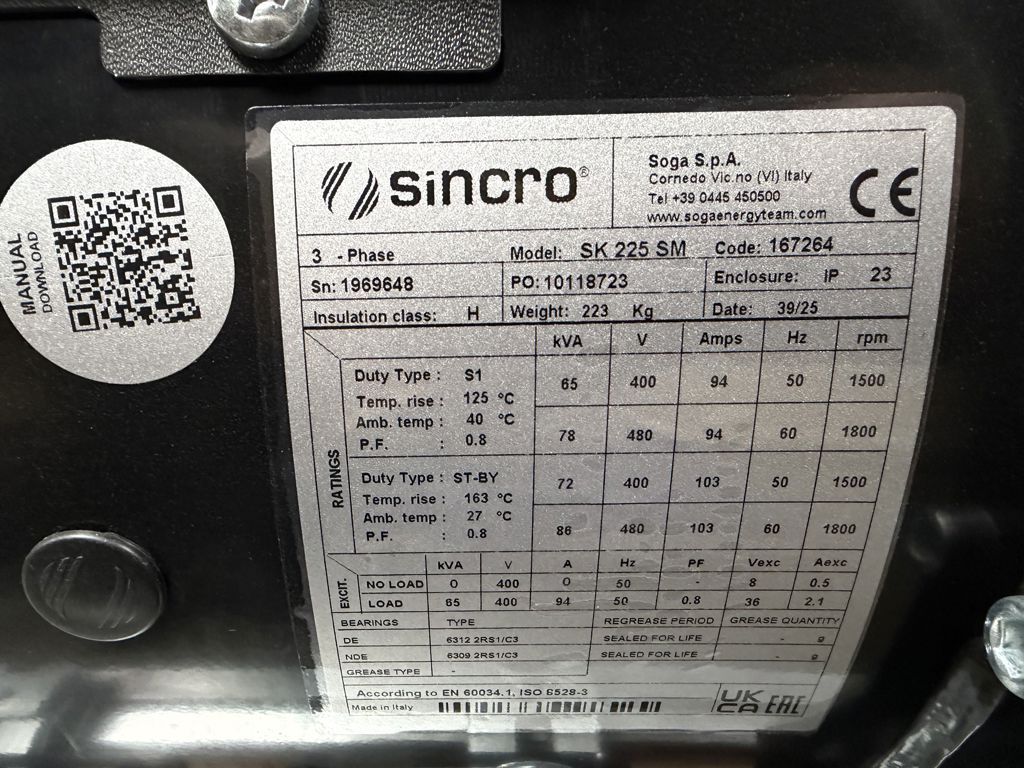 MANUAL
DOWNLOAD
sincro®
Soga S.p.A.
Cornedo Vic.no (VI) Italy
Tel +39 0445 450500
www.sogaenergyteam.com
CE
3 - Phase Model: SK 225 SM Code: 167264
Sn: 1969648 PO: 10118723 Enclosure: IP 23
Insulation class: H Weight: 223 Kg Date: 39/25
RATINGS
kVA V Amps Hz rpm
Duty Type : S1
Temp. rise : 125 °C
Amb. temp : 40 °C
P.F. : 0.8
65 400 94 50 1500
78 480 94 60 1800
Duty Type : ST-BY
Temp. rise : 163 °C
Amb. temp : 27 °C
P.F. : 0.8
72 400 103 50 1500
86 480 103 60 1800
EXCIT.
kVA V A Hz PF Vexc Aexc
NO LOAD 0 400 0 50 - 8 0.5
LOAD 65 400 94 50 0.8 36 2.1
BEARINGS TYPE REGREASE PERIOD GREASE QUANTITY
DE 6312 2RS1/C3 SEALED FOR LIFE - g
NDE 6309 2RS1/C3 SEALED FOR LIFE - g
GREASE TYPE -
According to EN 60034.1, ISO 8528-3
Made in Italy
UK
CA EAC